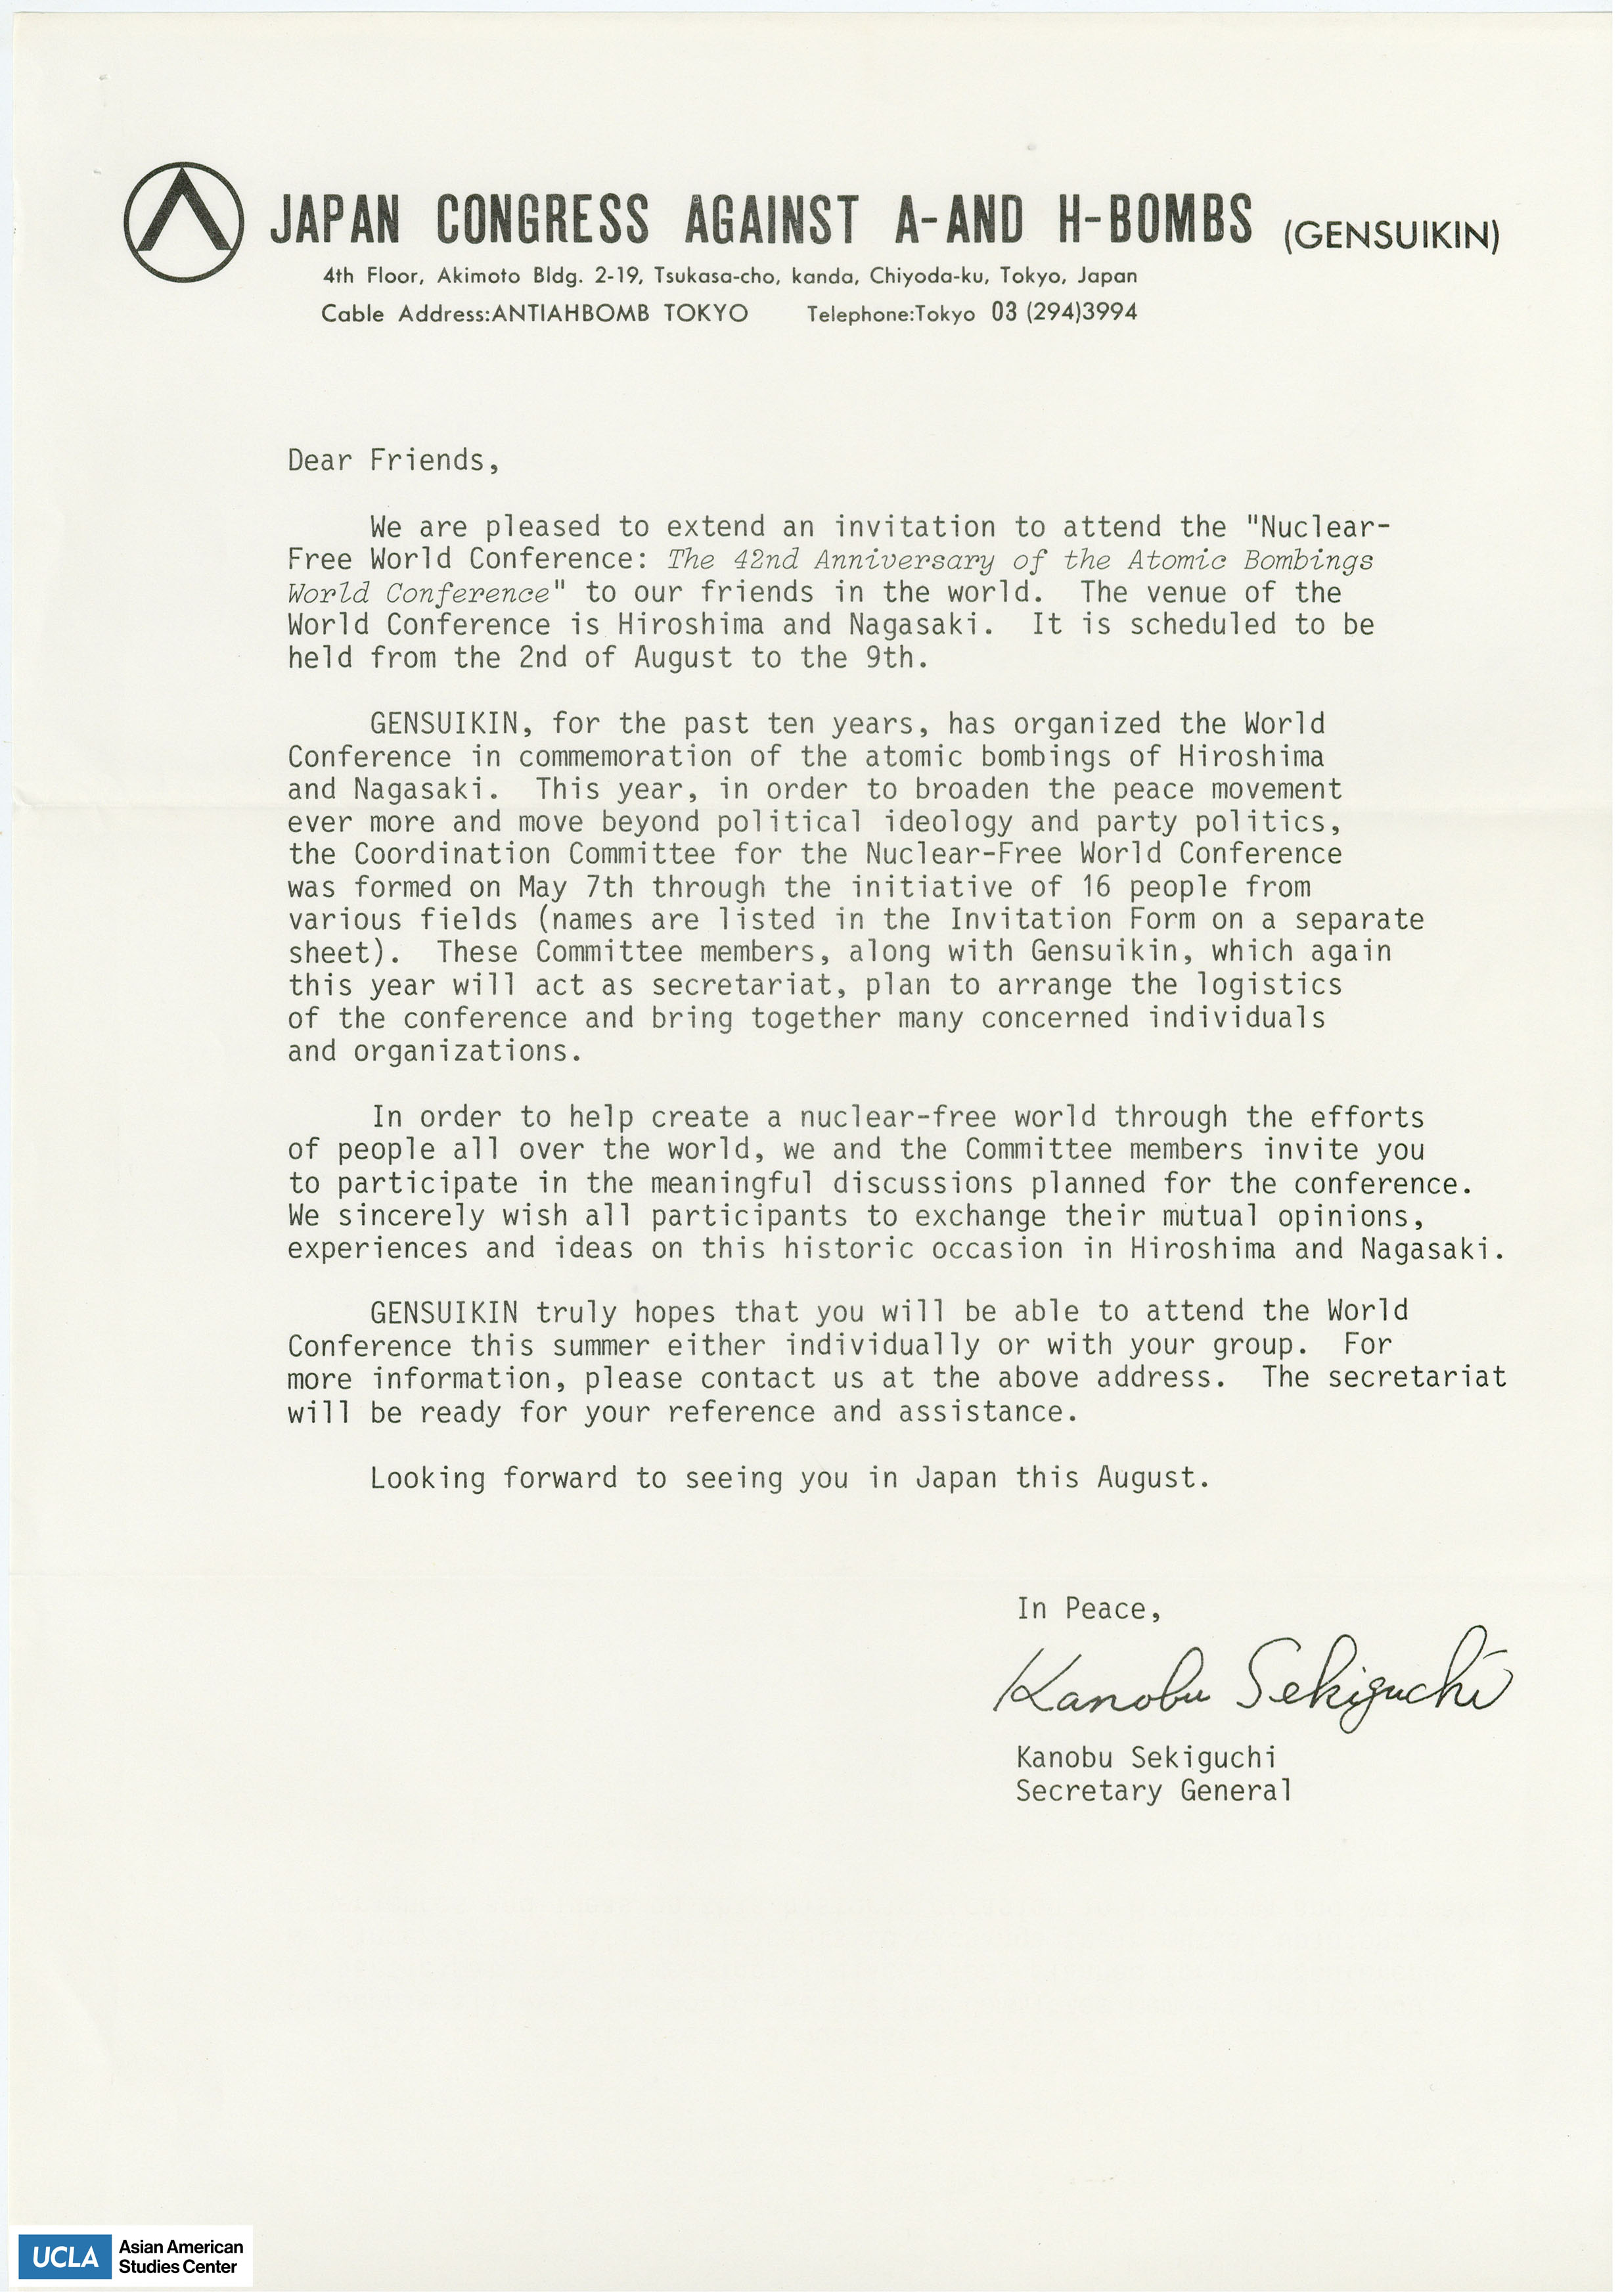 JAPAN CONGRESS AGAINST A-AND H-BOMBS (GENSUIKIN)
4th Floor, Akimoto Bldg. 2-19, Tsukasa-cho, kanda, Chiyoda-ku, Tokyo, Japan
Cable Address:ANTIAHBOMB TOKYO Telephone:Tokyo 03 (294)3994
Dear Friends,
We are pleased to extend an invitation to attend the "Nuclear-
Free World Conference: The 42nd Anniversary of the Atomic Bombings
World Conference" to our friends in the world. The venue of the
World Conference is Hiroshima and Nagasaki. It is scheduled to be
held from the 2nd of August to the 9th.
GENSUIKIN, for the past ten years, has organized the World
Conference in commemoration of the atomic bombings of Hiroshima
and Nagasaki. This year, in order to broaden the peace movement
ever more and move beyond political ideology and party politics,
the Coordination Committee for the Nuclear-Free World Conference
was formed on May 7th through the initiative of 16 people from
various fields (names are listed in the Invitation Form on a separate
sheet). These Committee members, along with Gensuikin, which again
this year will act as secretariat, plan to arrange the logistics
of the conference and bring together many concerned individuals
and organizations.
In order to help create a nuclear-free world through the efforts
of people all over the world, we and the Committee members invite you
to participate in the meaningful discussions planned for the conference.
We sincerely wish all participants to exchange their mutual opinions,
experiences and ideas on this historic occasion in Hiroshima and Nagasaki.
GENSUIKIN truly hopes that you will be able to attend the World
Conference this summer either individually or with your group. For
more information, please contact us at the above address. The secretariat
will be ready for your reference and assistance.
Looking forward to seeing you in Japan this August.
In Peace,
Kanobu Sekiguchi
Kanobu Sekiguchi
Secretary General
UCLA Asian American
Studies Center